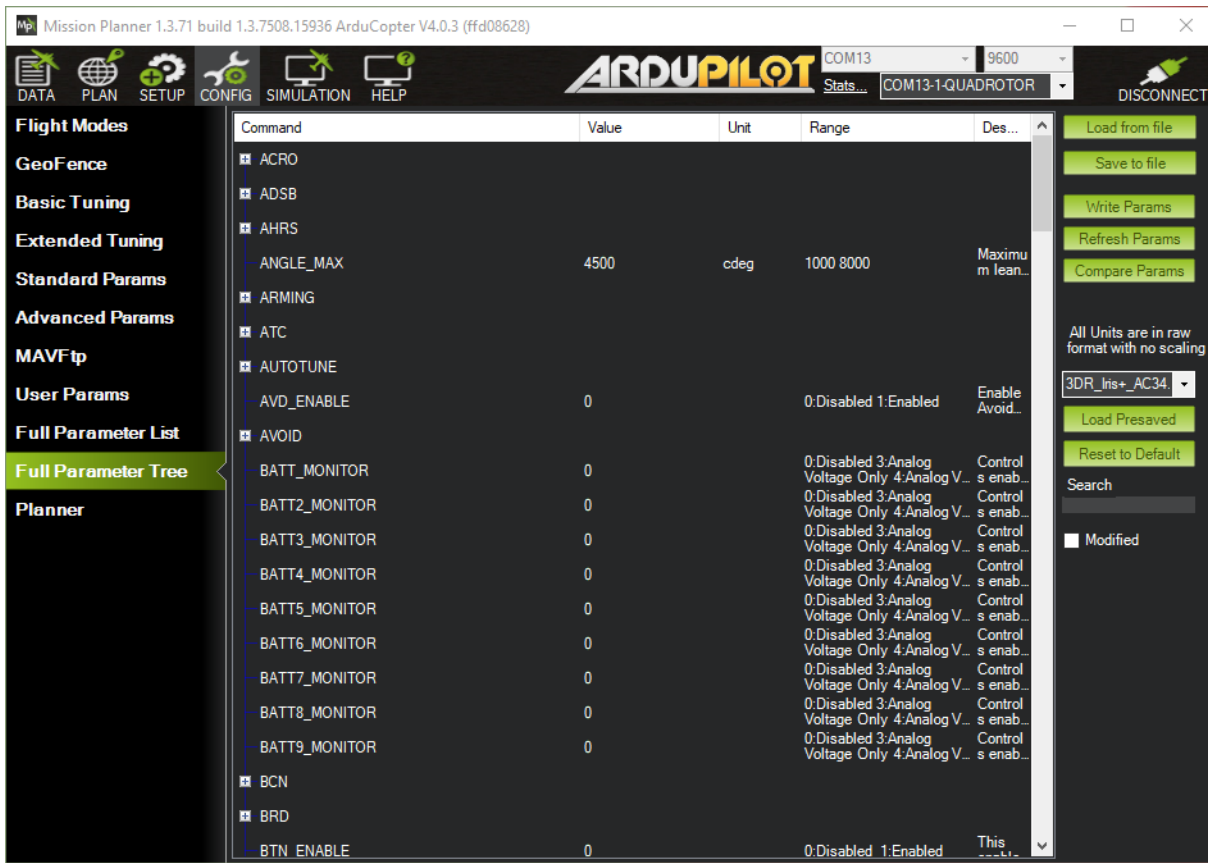 Mission Planner 1.3.71 build 1.3.7508.15936 ArduCopter V4.0.3 (ffd08628)
DATA PLAN SETUP CONFIG SIMULATION HELP
ARDUPILOT
COM13 9600
Stats... COM13-1-QUADROTOR
DISCONNECT
Flight Modes
GeoFence
Basic Tuning
Extended Tuning
Standard Params
Advanced Params
MAVFtp
User Params
Full Parameter List
Full Parameter Tree
Planner
Command Value Unit Range Des...
ACRO
ADSB
AHRS
ANGLE_MAX 4500 cdeg 1000 8000 Maximu
m lean...
ARMING
ATC
AUTOTUNE
AVD_ENABLE 0 0:Disabled 1:Enabled Enable
Avoid...
AVOID
BATT_MONITOR 0 0:Disabled 3:Analog Control
Voltage Only 4:Analog V... s enab...
BATT2_MONITOR 0 0:Disabled 3:Analog Control
Voltage Only 4:Analog V... s enab...
BATT3_MONITOR 0 0:Disabled 3:Analog Control
Voltage Only 4:Analog V... s enab...
BATT4_MONITOR 0 0:Disabled 3:Analog Control
Voltage Only 4:Analog V... s enab...
BATT5_MONITOR 0 0:Disabled 3:Analog Control
Voltage Only 4:Analog V... s enab...
BATT6_MONITOR 0 0:Disabled 3:Analog Control
Voltage Only 4:Analog V... s enab...
BATT7_MONITOR 0 0:Disabled 3:Analog Control
Voltage Only 4:Analog V... s enab...
BATT8_MONITOR 0 0:Disabled 3:Analog Control
Voltage Only 4:Analog V... s enab...
BATT9_MONITOR 0 0:Disabled 3:Analog Control
Voltage Only 4:Analog V... s enab...
BCN
BRD
BTN_ENABLE 0 0:Disabled 1:Enabled This
Load from file
Save to file
Write Params
Refresh Params
Compare Params
All Units are in raw
format with no scaling
3DR_Iris+_AC34.
Load Presaved
Reset to Default
Search
Modified